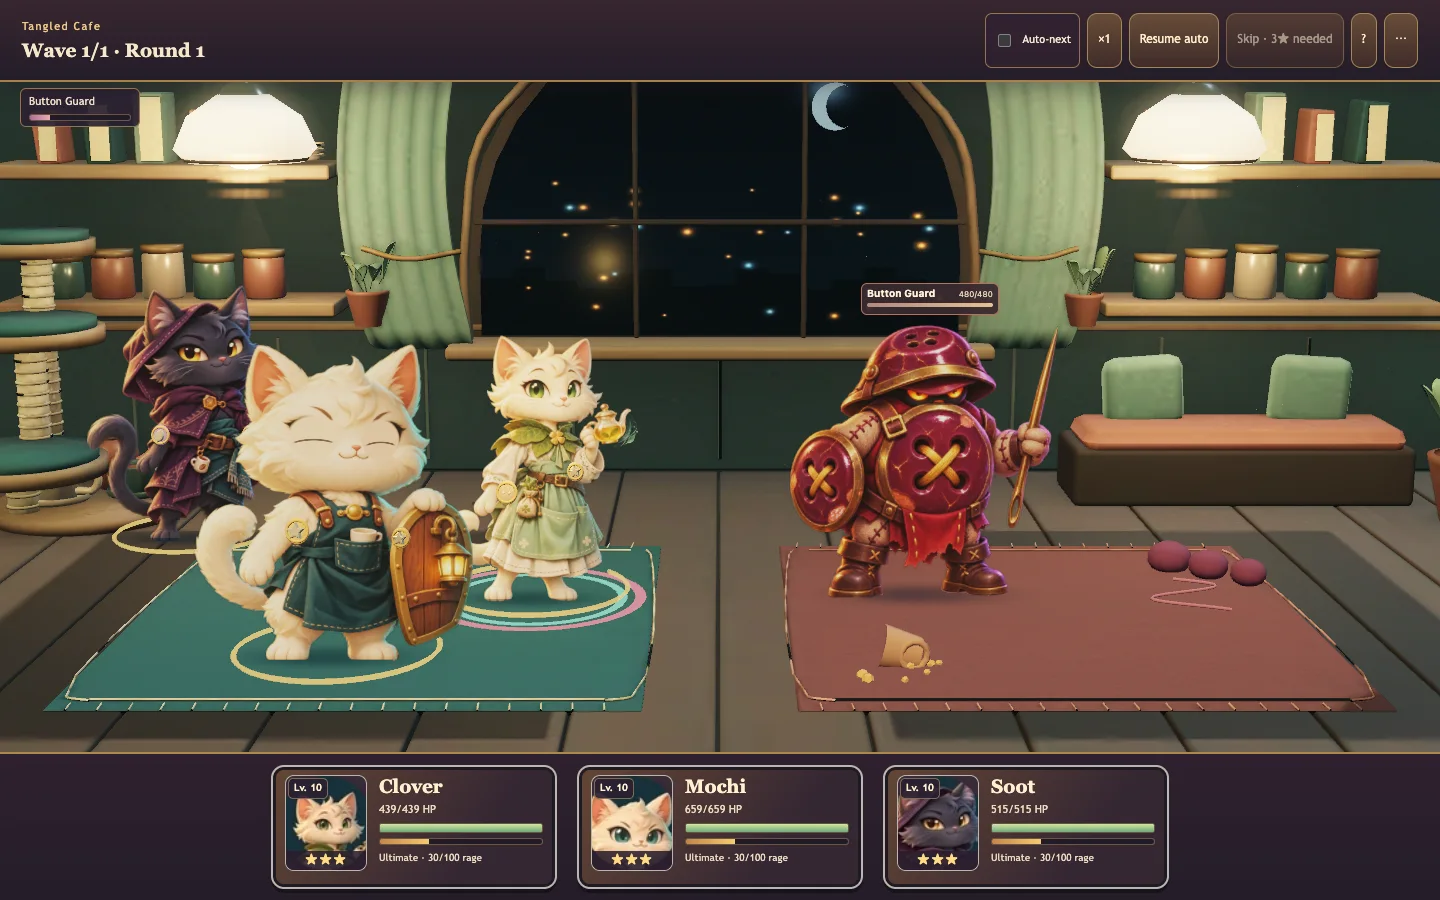 Tangled Cafe
Wave 1/1 · Round 1
Auto-next
×1
Resume auto
Skip · 3★ needed
?
...
Button Guard
Button Guard 480/480
Lv. 10
Clover
439/439 HP
Ultimate · 30/100 rage
Lv. 10
Mochi
659/659 HP
Ultimate · 30/100 rage
Lv. 10
Soot
515/515 HP
Ultimate · 30/100 rage